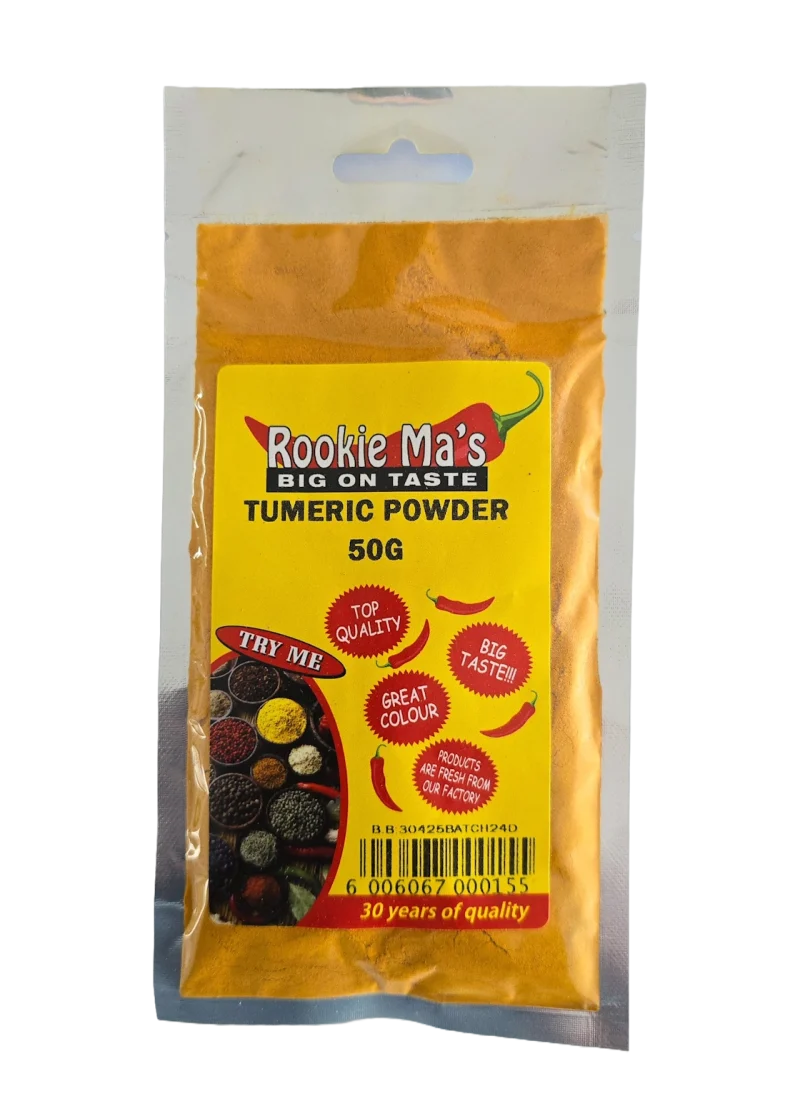 Rookie Ma's
BIG ON TASTE
TUMERIC POWDER
50G
TOP
QUALITY
BIG
TASTE!!!
TRY ME
GREAT
COLOUR
PRODUCTS
ARE FRESH FROM
OUR FACTORY
B.B.30425BATCH24D
6 006067 000155
30 years of quality